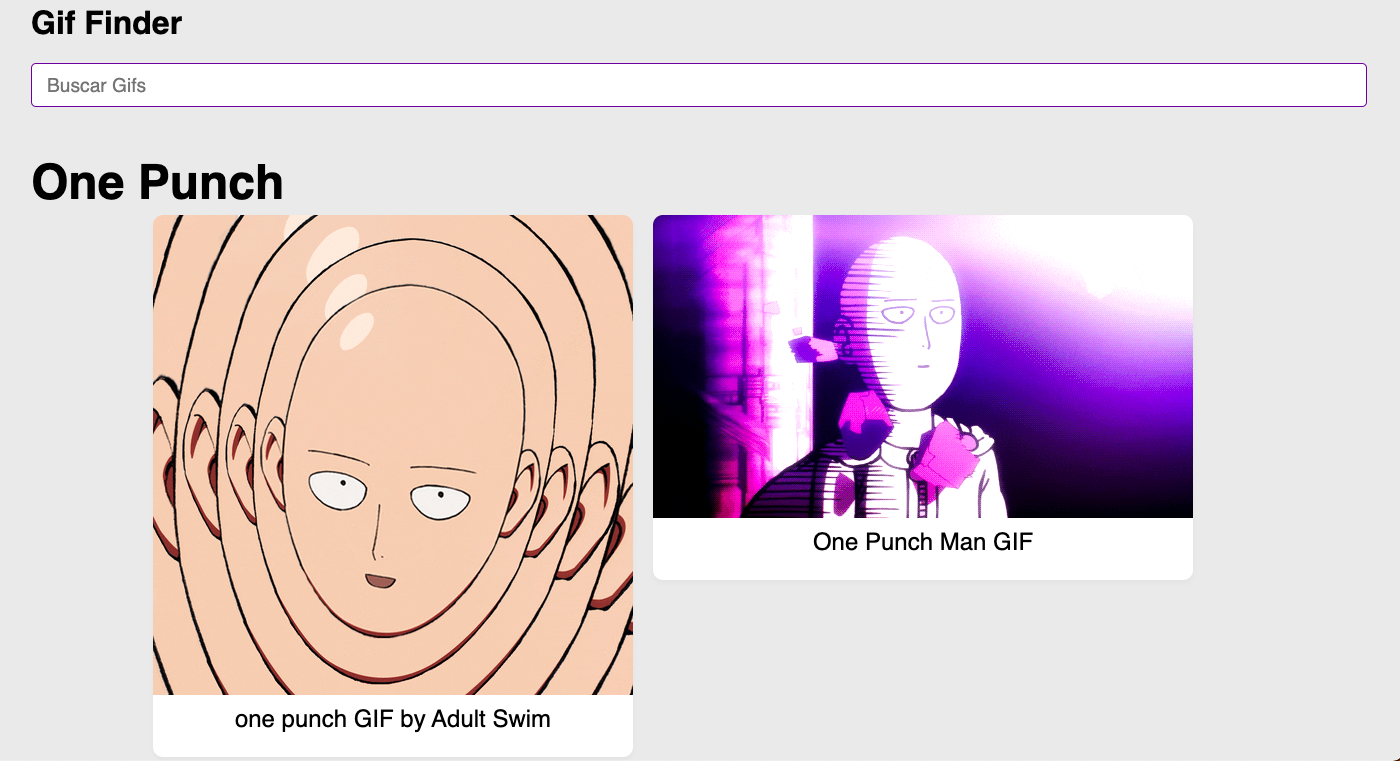 Gif Finder
Buscar Gifs
One Punch
one punch GIF by Adult Swim
One Punch Man GIF